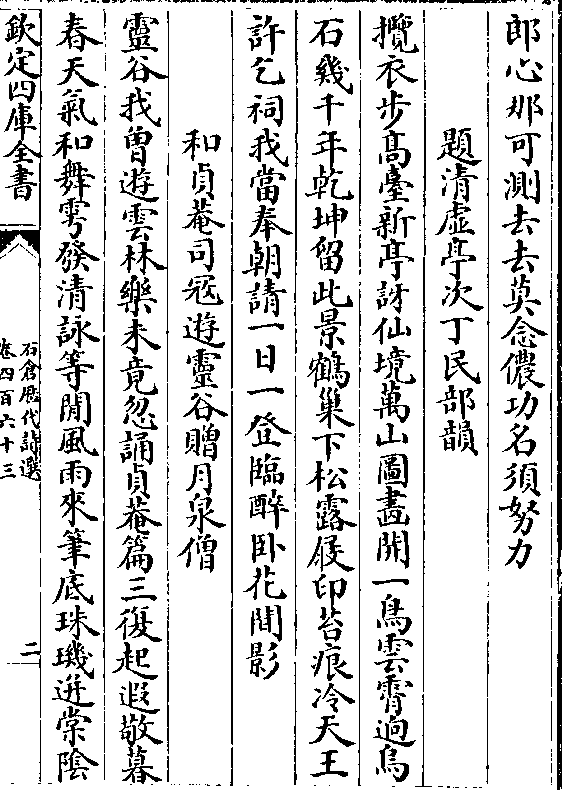 郎心那可測去去莫念儂功名須努力
題清虛亭次丁民部韻
攬衣步髙臺新亭訝仙境萬山圖畫開一鳥雲霄逈烏
石幾千年乾坤留此景鶴巢下松露屐印苔痕冷天王
許乞祠我當奉朝請一日一登臨醉卧花間影
和貞菴司寇遊靈谷贈月泉僧
靈谷我曽遊雲林樂未竟忽誦貞菴篇三復起遐敬暮
春天氣和舞雩發清詠等閒風雨來筆底珠璣迸棠陰
欽定四庫全書
石倉歴代詩選
卷四百六十三
二